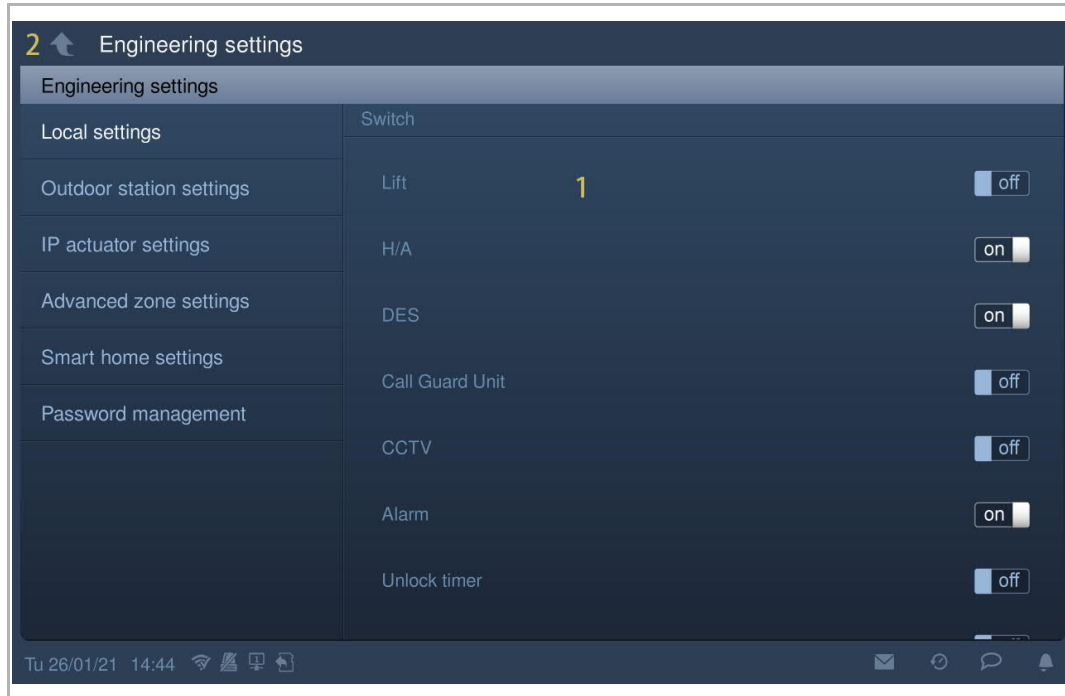 2 Engineering settings
Engineering settings
Local settings
Outdoor station settings
IP actuator settings
Advanced zone settings
Smart home settings
Password management
Switch
Lift 1 off
H/A on
DES on
Call Guard Unit off
CCTV off
Alarm on
Unlock timer off
Tu 26/01/21 14:44